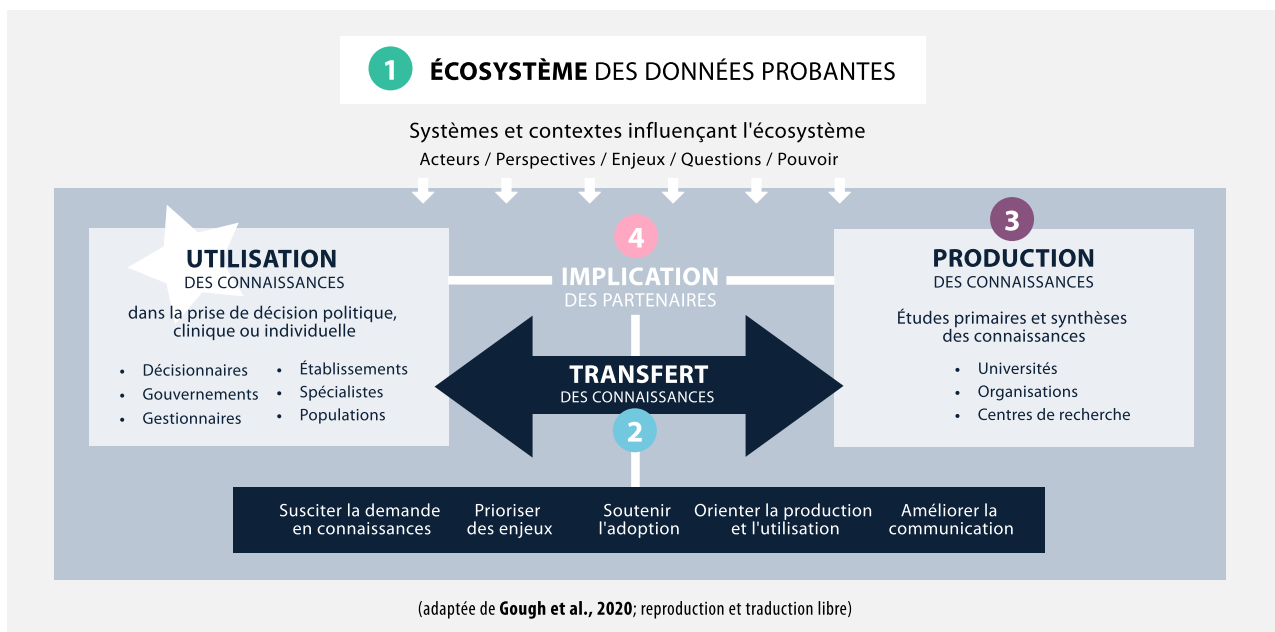 1 ÉCOSYSTÈME DES DONNÉES PROBANTES
Systèmes et contextes influençant l'écosystème
Acteurs / Perspectives / Enjeux / Questions / Pouvoir
UTILISATION
DES CONNAISSANCES
dans la prise de décision politique,
clinique ou individuelle
• Décisionnaires
• Gouvernements
• Gestionnaires
• Établissements
• Spécialistes
• Populations
4
IMPLICATION
DES PARTENAIRES
TRANSFERT
DES CONNAISSANCES
2
3
PRODUCTION
DES CONNAISSANCES
Études primaires et synthèses
des connaissances
• Universités
• Organisations
• Centres de recherche
Susciter la demande
en connaissances
Prioriser
des enjeux
Soutenir
l'adoption
Orienter la production
et l'utilisation
Améliorer la
communication
(adaptée de Gough et al., 2020; reproduction et traduction libre)